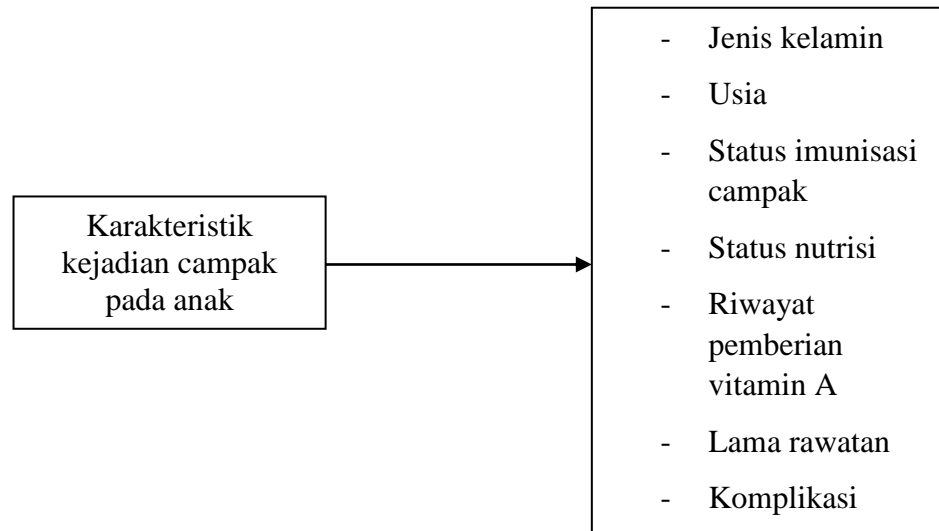 Karakteristik
kejadian campak
pada anak
- Jenis kelamin
- Usia
- Status imunisasi
campak
- Status nutrisi
- Riwayat
pemberian
vitamin A
- Lama rawatan
- Komplikasi